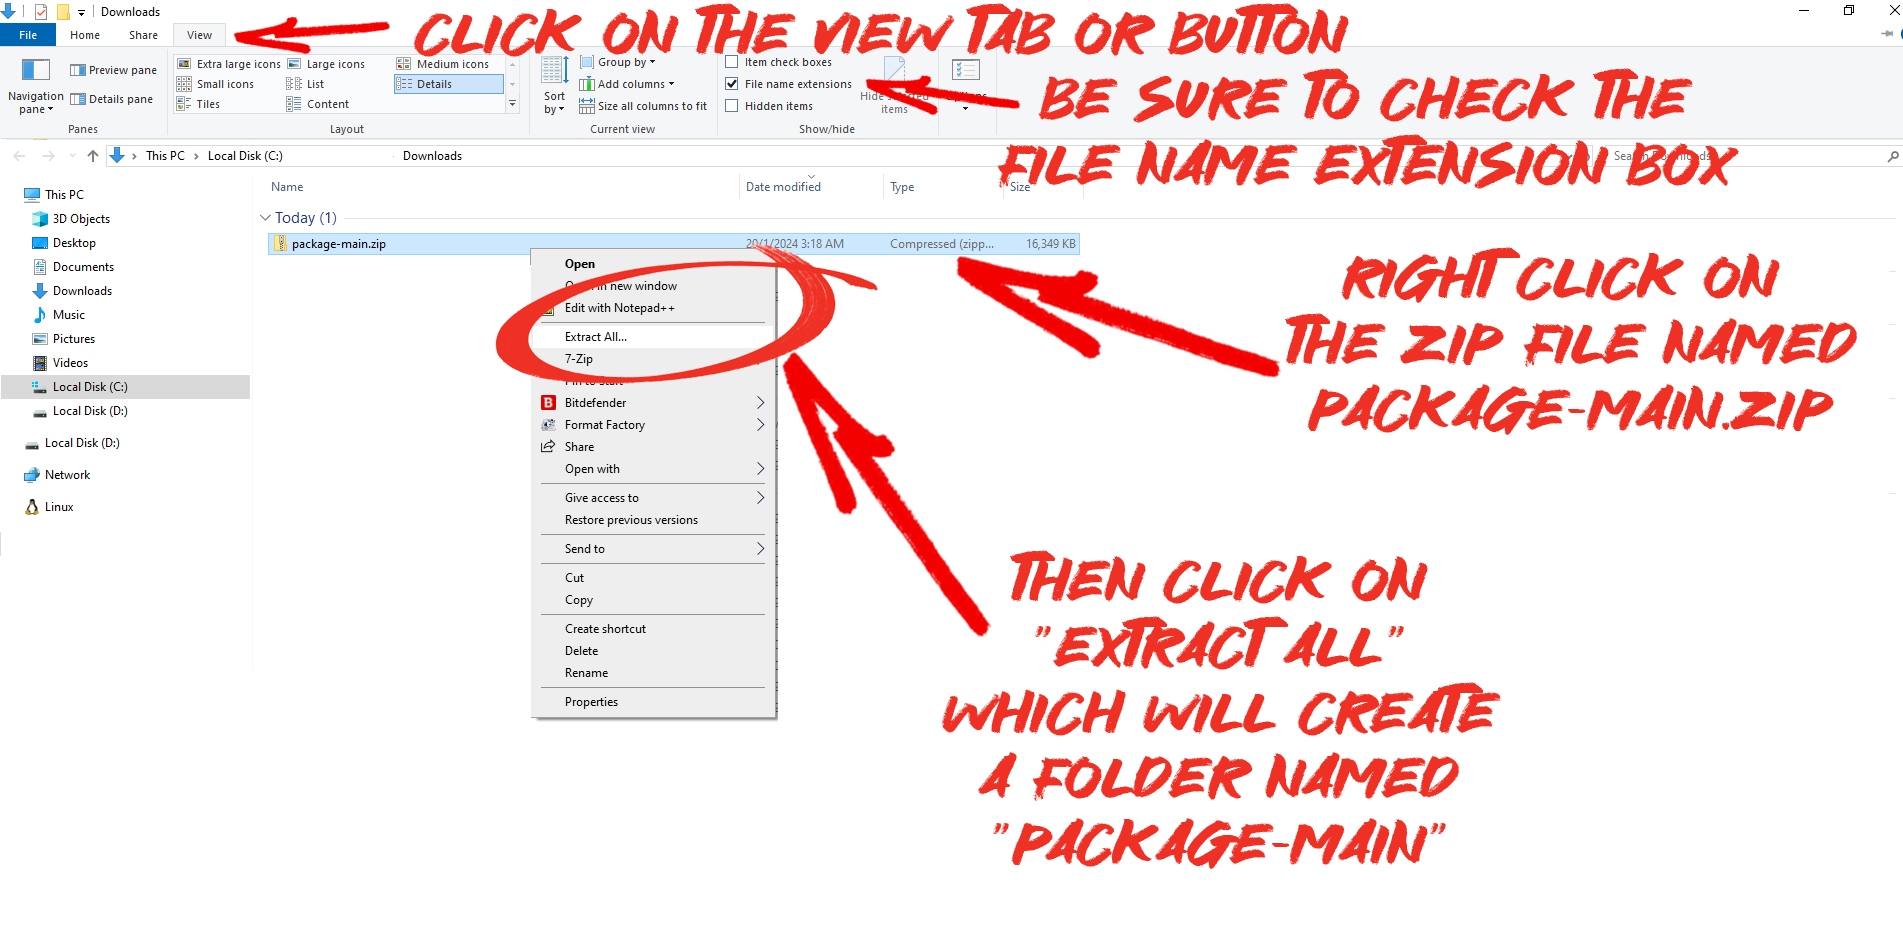 Downloads
File Home Share View
CLICK ON THE VIEW TAB OR BUTTON
Navigation pane
Preview pane
Details pane
Panes
Extra large icons Large icons Medium icons
Small icons List Details
Tiles Content
Layout
Sort by
Group by
Add columns
Size all columns to fit
Current view
Item check boxes
File name extensions
Hidden items
items
Show/hide
BE SURE TO CHECK THE
FILE NAME EXTENSION BOX
This PC Local Disk (C:) Downloads
Name Date modified Type Size
Today (1)
package-main.zip 20/1/2024 3:18 AM Compressed (zipp... 16,349 KB
This PC
3D Objects
Desktop
Documents
Downloads
Music
Pictures
Videos
Local Disk (C:)
Local Disk (D:)
Local Disk (D:)
Network
Linux
Open
in new window
Edit with Notepad++
Extract All...
7-Zip
Pin to Start
Bitdefender
Format Factory
Share
Open with
Give access to
Restore previous versions
Send to
Cut
Copy
Create shortcut
Delete
Rename
Properties
RIGHT CLICK ON
THE ZIP FILE NAMED
PACKAGE-MAIN.ZIP
THEN CLICK ON
"EXTRACT ALL"
WHICH WILL CREATE
A FOLDER NAMED
"PACKAGE-MAIN"